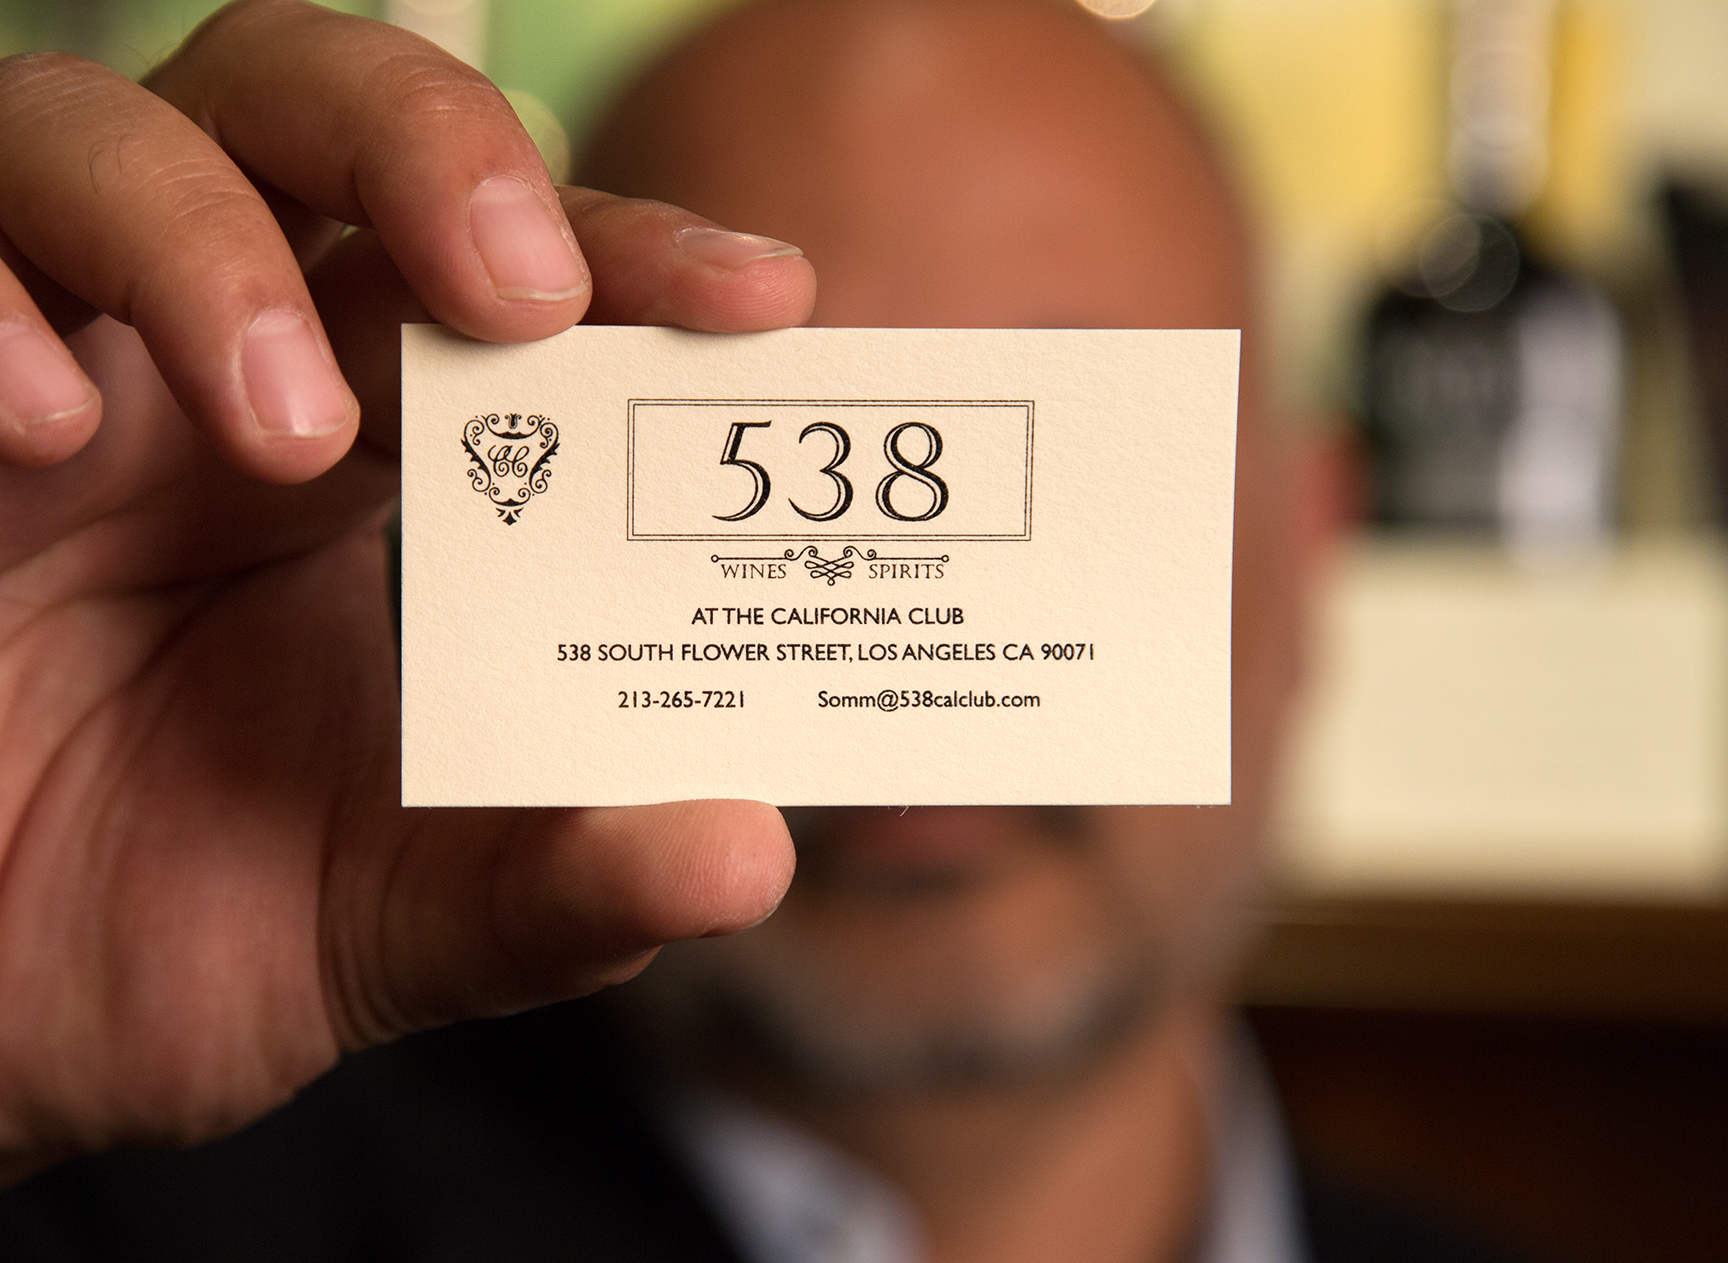 CC
538
WINES SPIRITS
AT THE CALIFORNIA CLUB
538 SOUTH FLOWER STREET, LOS ANGELES CA 90071
213-265-7221 Somm@538calclub.com